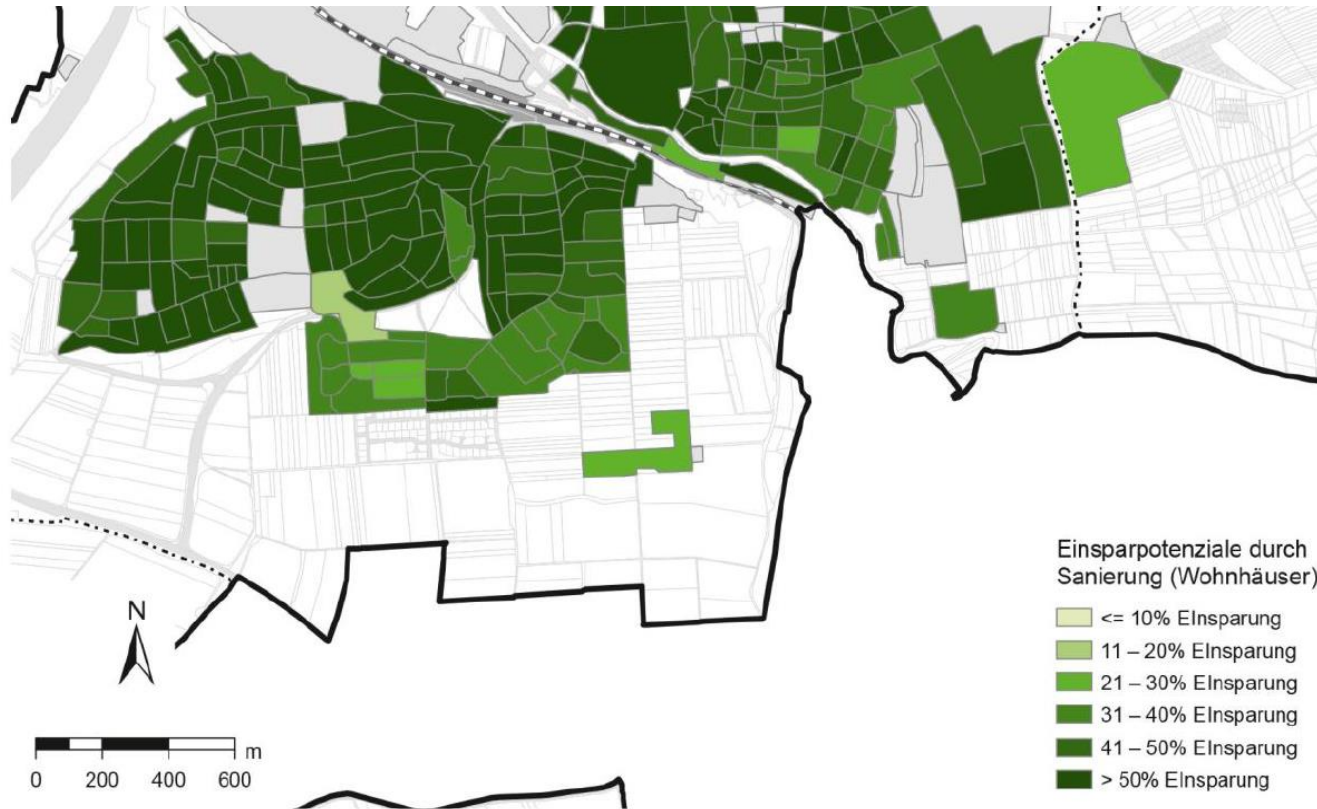 Einsparpotenziale durch
Sanierung (Wohnhäuser)
<= 10% EInsparung
11 – 20% EInsparung
21 – 30% EInsparung
31 – 40% EInsparung
41 – 50% EInsparung
> 50% EInsparung
N
m
0 200 400 600